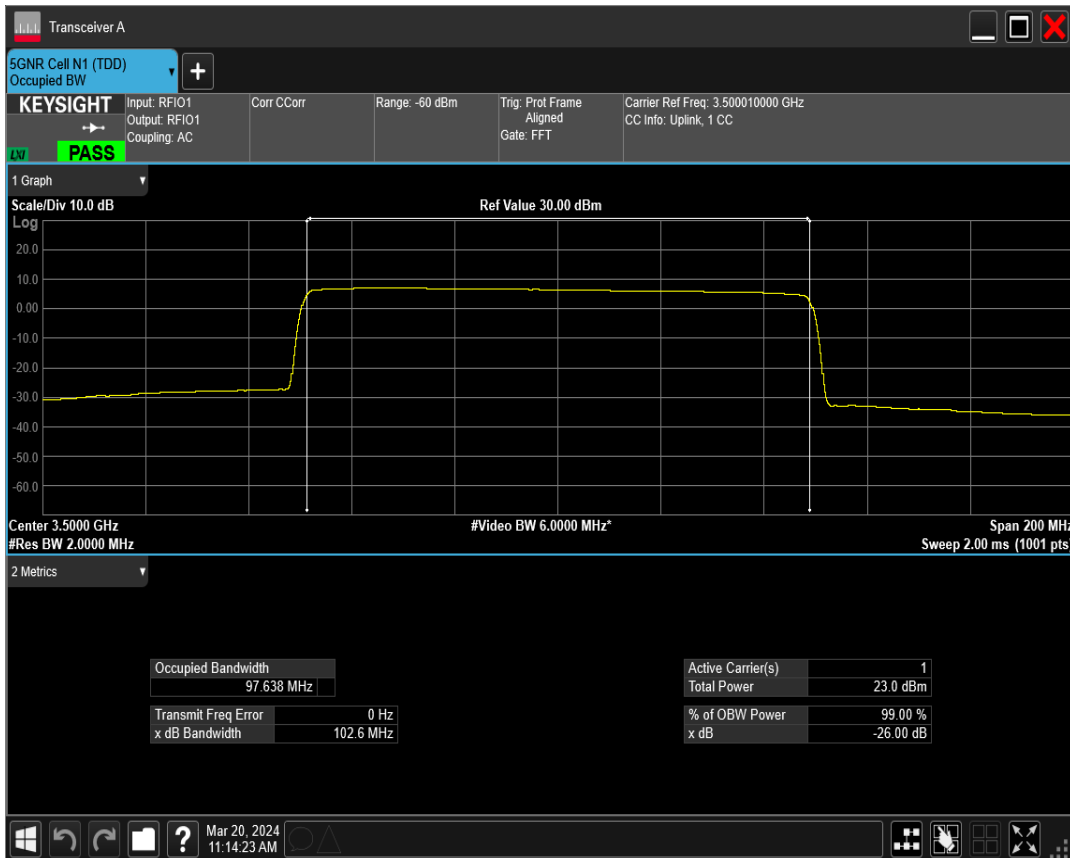 Transceiver A
5GNR Cell N1 (TDD)
Occupied BW
+
KEYSIGHT
LXI
PASS
Input: RFIO1
Output: RFIO1
Coupling: AC
Corr CCorr
Range: -60 dBm
Trig: Prot Frame
Aligned
Gate: FFT
Carrier Ref Freq: 3.500010000 GHz
CC Info: Uplink, 1 CC
1 Graph
Scale/Div 10.0 dB
Ref Value 30.00 dBm
Log
20.0
10.0
0.00
-10.0
-20.0
-30.0
-40.0
-50.0
-60.0
Center 3.5000 GHz
#Video BW 6.0000 MHz*
Span 200 MHz
#Res BW 2.0000 MHz
Sweep 2.00 ms (1001 pts)
2 Metrics
Occupied Bandwidth
97.638 MHz
Transmit Freq Error 0 Hz
x dB Bandwidth 102.6 MHz
Active Carrier(s) 1
Total Power 23.0 dBm
% of OBW Power 99.00 %
x dB -26.00 dB
?
Mar 20, 2024
11:14:23 AM